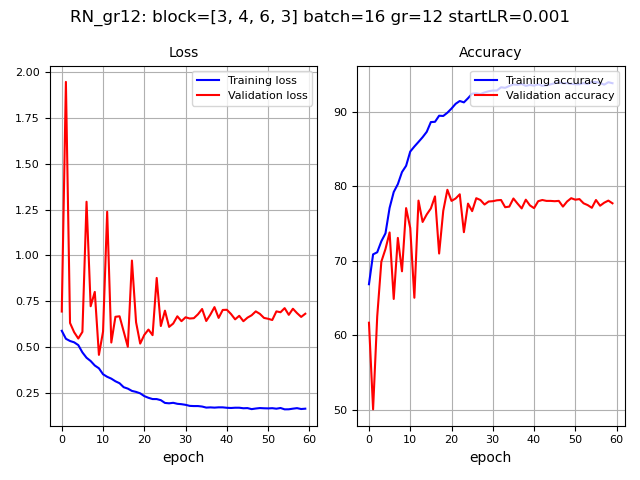 RN_gr12: block=[3, 4, 6, 3] batch=16 gr=12 startLR=0.001
Loss
Training loss
Validation loss
2.00
1.75
1.50
1.25
1.00
0.75
0.50
0.25
0 10 20 30 40 50 60
epoch
Accuracy
Training accuracy
Validation accuracy
90
80
70
60
50
0 10 20 30 40 50 60
epoch